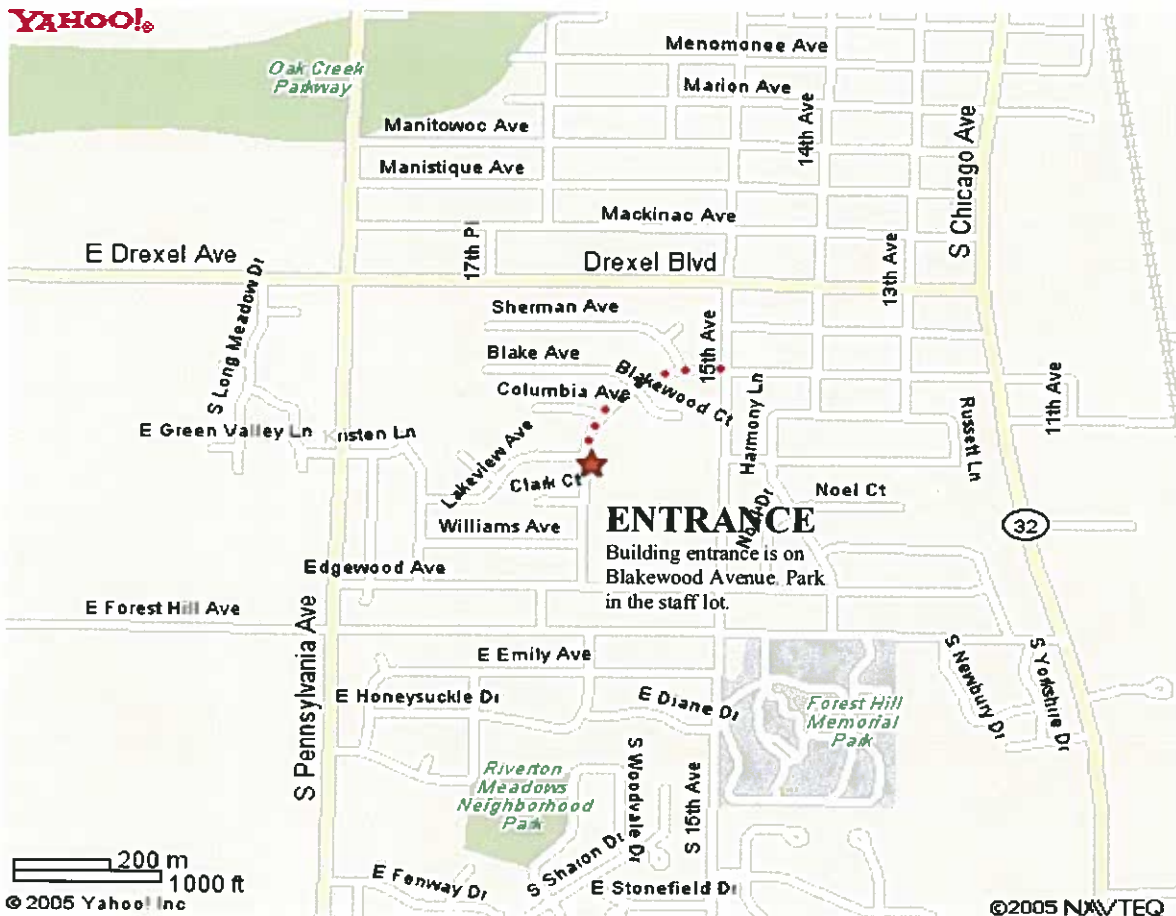 YAHOO!®
Menomonee Ave
Oak Creek
Parkway
Marion Ave
14th Ave
S Chicago Ave
Manitowoc Ave
Manistique Ave
Mackinac Ave
17th Pl
E Drexel Ave
Drexel Blvd
13th Ave
S Long Meadow Dr
Sherman Ave
15th Ave
Blake Ave
Blakewood Ct
Columbia Ave
Harmony Ln
11th Ave
Russett Ln
E Green Valley Ln
Kristen Ln
Lakeview Ave
Clark Ct
Noel Ct
Williams Ave
ENTRANCE
Building entrance is on
Blakewood Avenue. Park
in the staff lot.
32
Edgewood Ave
E Forest Hill Ave
S Pennsylvania Ave
E Emily Ave
S Newbury Dr
S Yorkshire Dr
E Honeysuckle Dr
E Diane Dr
Forest Hill
Memorial
Park
S Woodvale Dr
S 15th Ave
Riverton
Meadows
Neighborhood
Park
S Sharon Dr
200 m
1000 ft
E Fenway Dr
E Stonefield Dr
© 2005 Yahoo! Inc
©2005 NAVTEQ